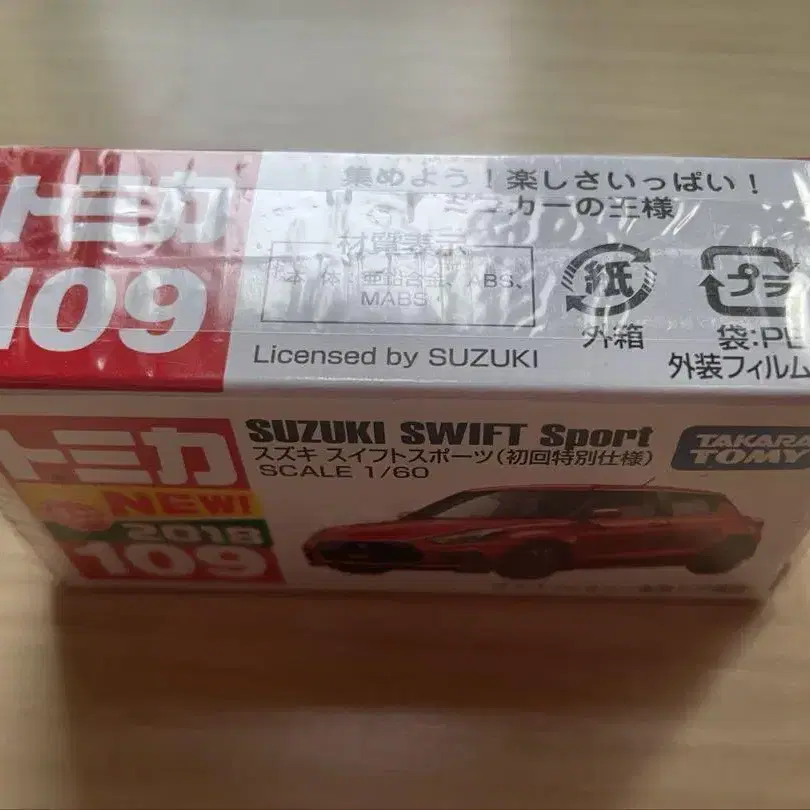 トミカ
109
集めよう！楽しさいっぱい！
ミニカーの王様
材質表示
本 体：亜鉛合金、ABS、
MABS
Licensed by SUZUKI
紙
外箱
プラ
袋:PE
外装フィルム
トミカ
NEW!
2018
109
SUZUKI SWIFT Sport
スズキ スイフトスポーツ(初回特別仕様)
SCALE 1/60
TAKARA
TOMY